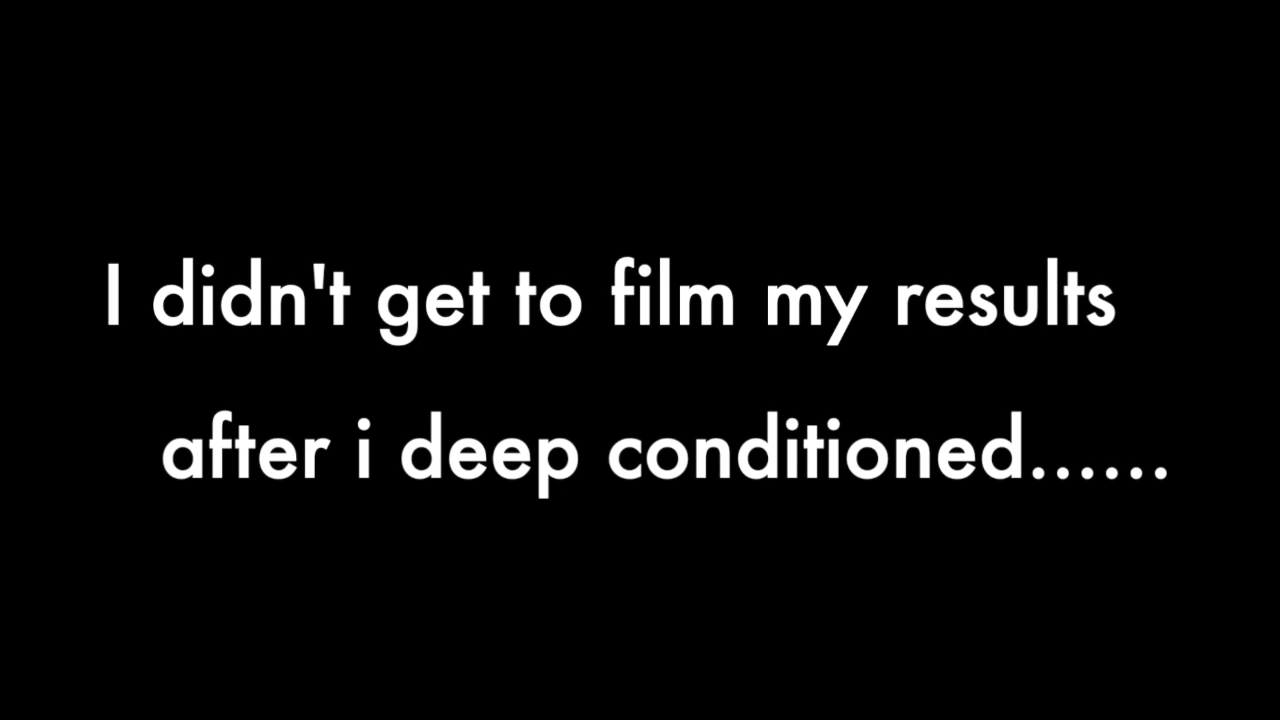 I didn't get to film my results
after i deep conditioned......